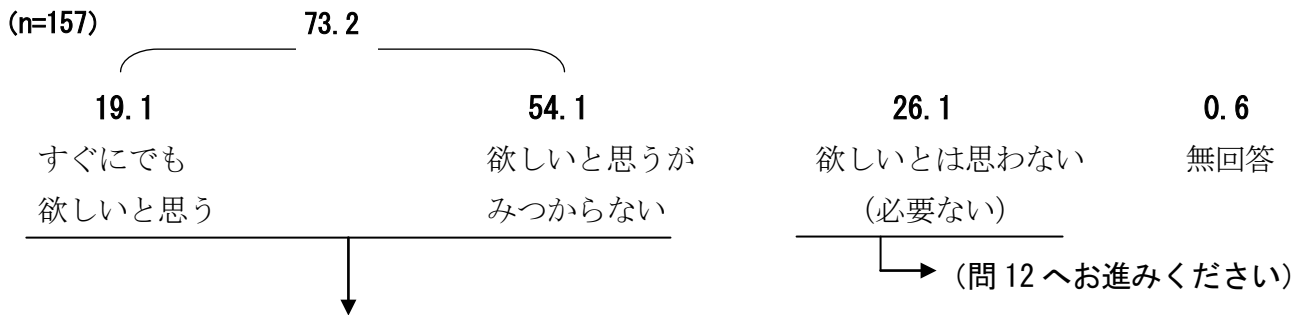 (n=157) 73.2
19.1 54.1 26.1 0.6
すぐにでも 欲しいと思うが 欲しいとは思わない 無回答
欲しいと思う みつからない (必要ない)
(問 12 へお進みください)